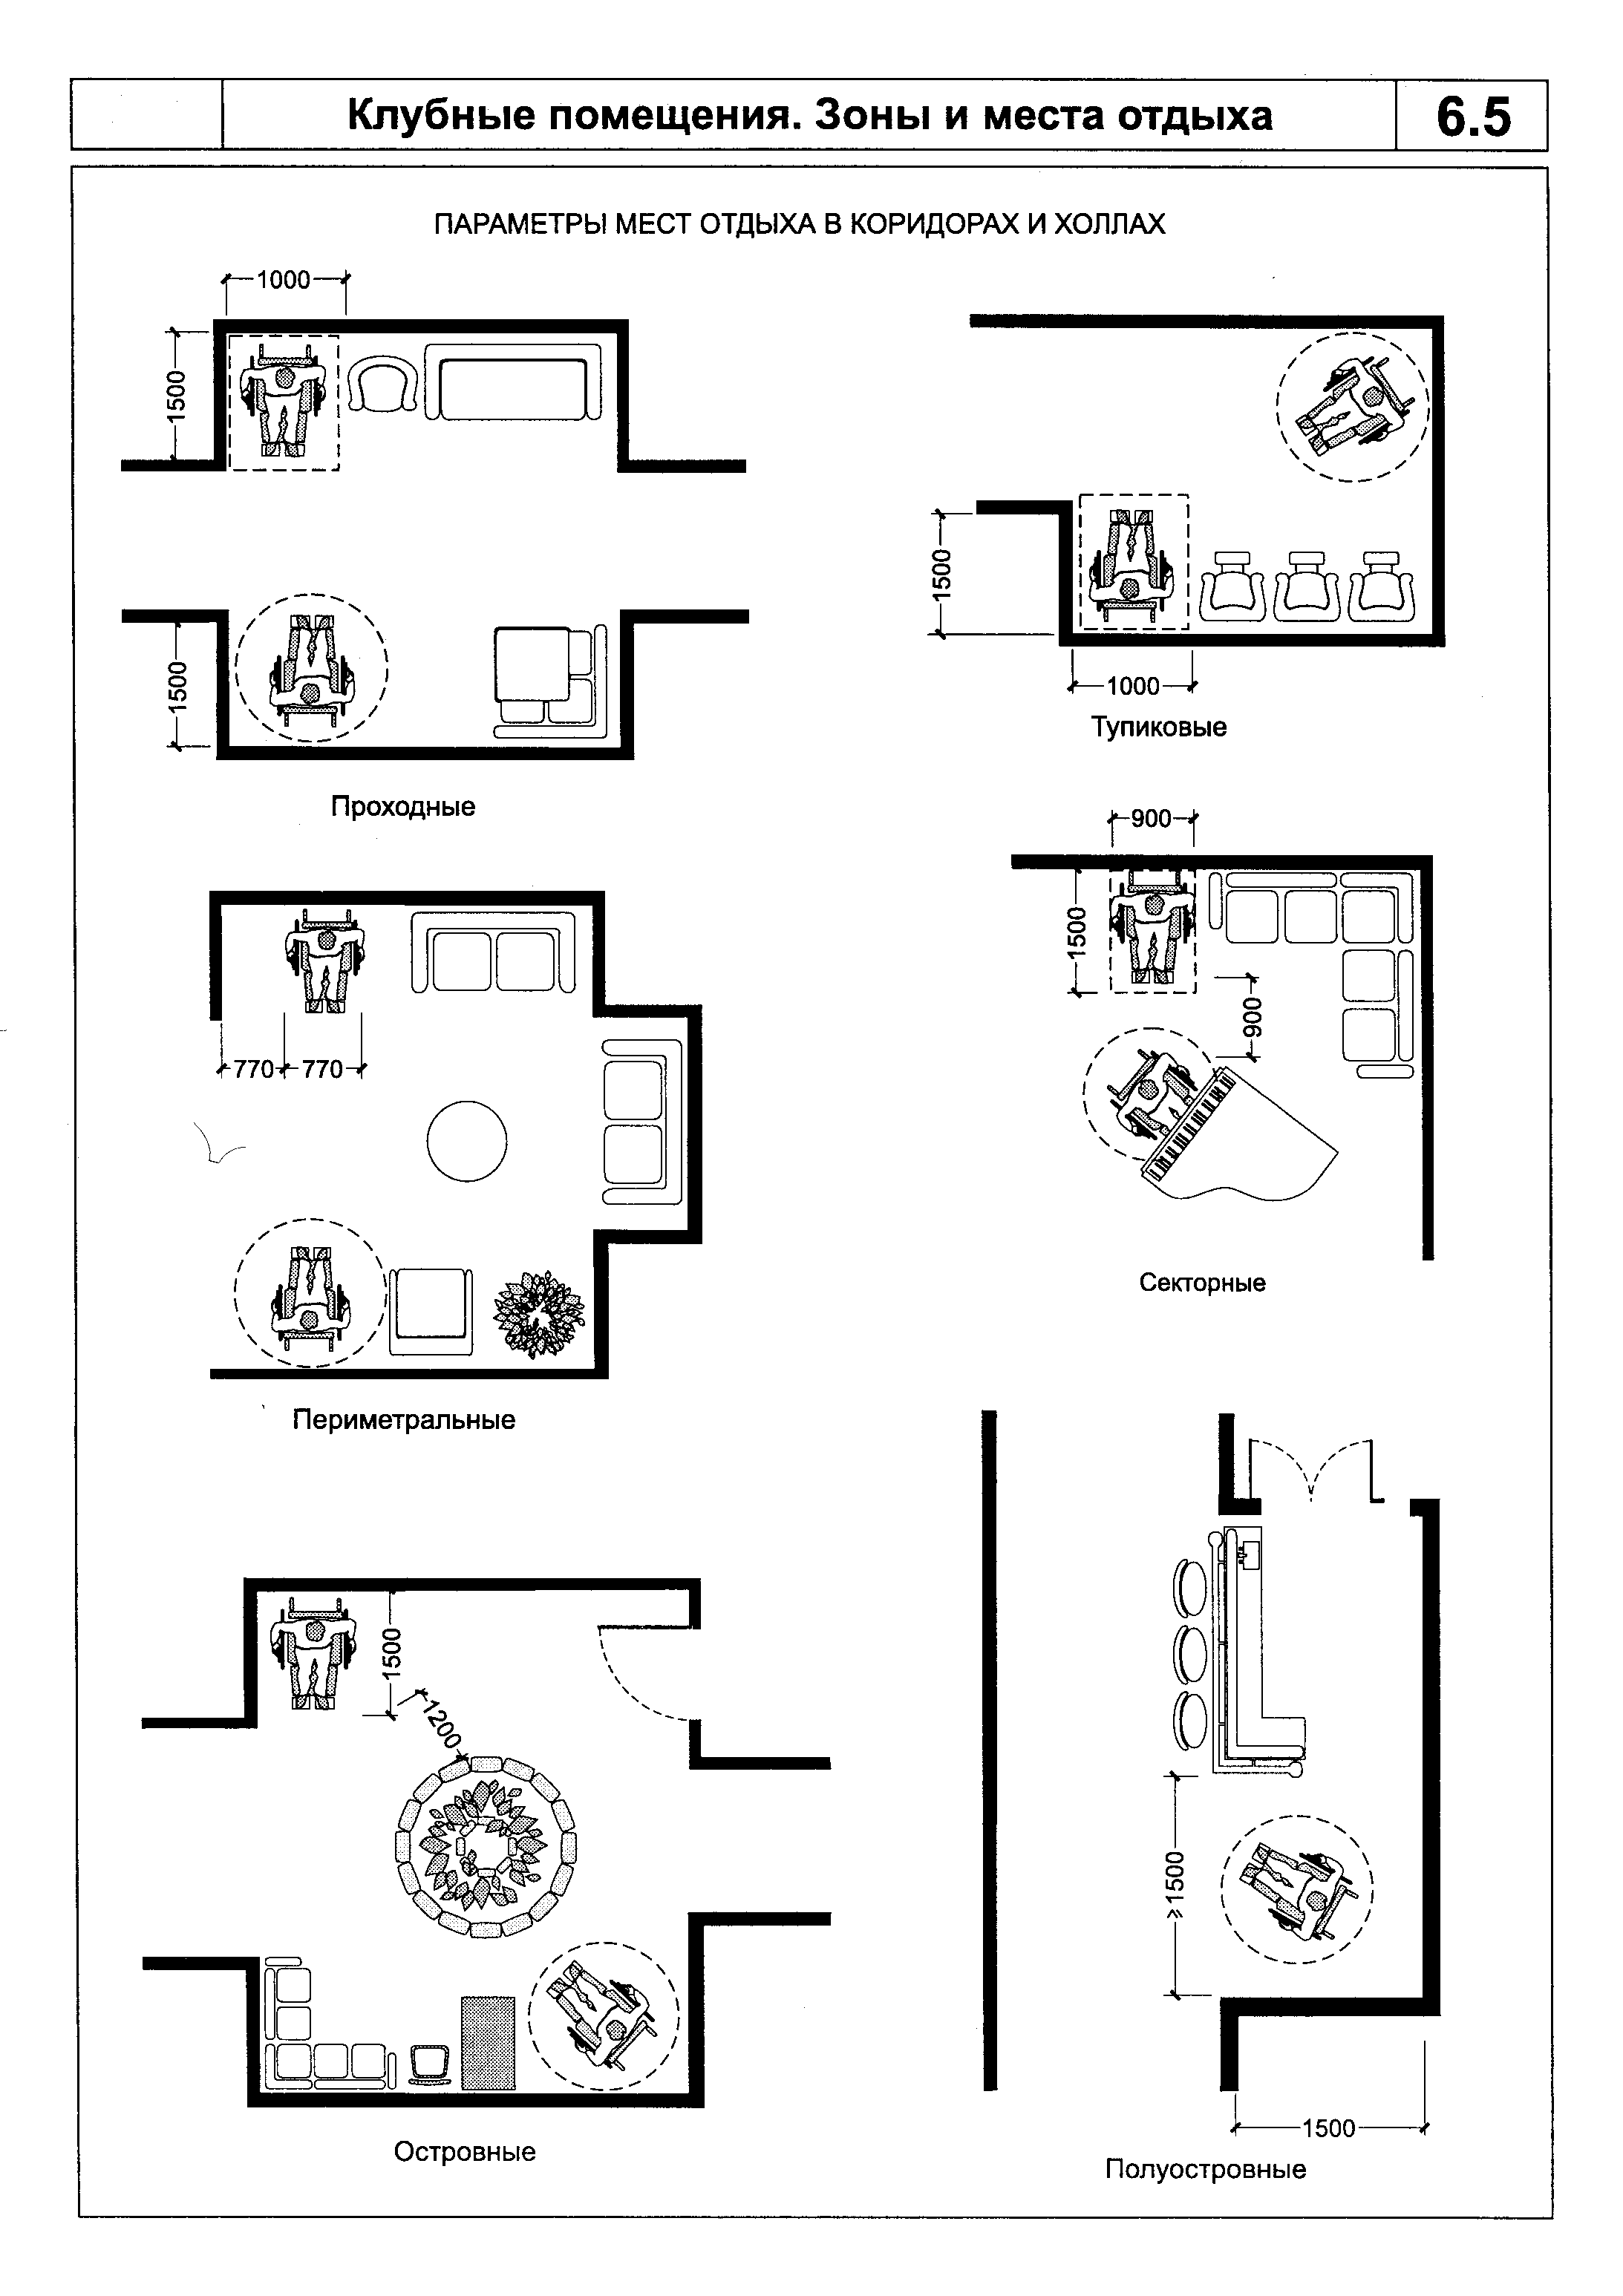 Клубные помещения. Зоны и места отдыха
6.5
ПАРАМЕТРЫ МЕСТ ОТДЫХА В КОРИДОРАХ И ХОЛЛАХ
1000
1500
1500
Проходные
1500
1000
Тупиковые
770 770
Периметральные
900
1500
900
Секторные
1500
1200
Островные
≥1500
1500
Полуостровные